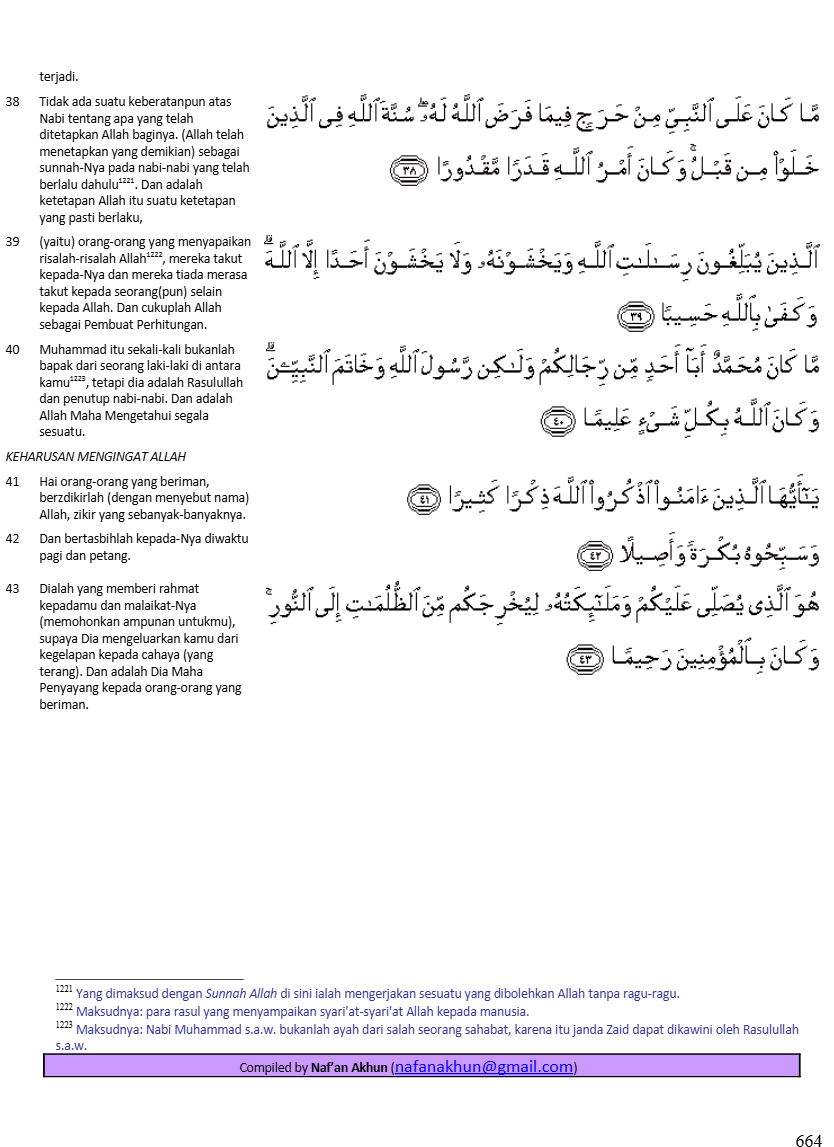 terjadi.
38 Tidak ada suatu keberatanpun atas
Nabi tentang apa yang telah
ditetapkan Allah baginya. (Allah telah
menetapkan yang demikian) sebagai
sunnah-Nya pada nabi-nabi yang telah
berlalu dahulu¹²²¹. Dan adalah
ketetapan Allah itu suatu ketetapan
yang pasti berlaku,
مَّا كَانَ عَلَى ٱلنَّبِىِّ مِنْ حَرَجٍ فِيمَا فَرَضَ ٱللَّهُ لَهُۥ ۖ سُنَّةَ ٱللَّهِ فِى ٱلَّذِينَ
خَلَوْا۟ مِن قَبْلُ ۚ وَكَانَ أَمْرُ ٱللَّهِ قَدَرًا مَّقْدُورًا ﴿٣٨﴾
39 (yaitu) orang-orang yang menyapaikan
risalah-risalah Allah¹²²², mereka takut
kepada-Nya dan mereka tiada merasa
takut kepada seorang(pun) selain
kepada Allah. Dan cukuplah Allah
sebagai Pembuat Perhitungan.
ٱلَّذِينَ يُبَلِّغُونَ رِسَـٰلَـٰتِ ٱللَّهِ وَيَخْشَوْنَهُۥ وَلَا يَخْشَوْنَ أَحَدًا إِلَّا ٱللَّهَ ۗ
وَكَفَىٰ بِٱللَّهِ حَسِيبًا ﴿٣٩﴾
40 Muhammad itu sekali-kali bukanlah
bapak dari seorang laki-laki di antara
kamu¹²²³, tetapi dia adalah Rasulullah
dan penutup nabi-nabi. Dan adalah
Allah Maha Mengetahui segala
sesuatu.
مَّا كَانَ مُحَمَّدٌ أَبَآ أَحَدٍ مِّن رِّجَالِكُمْ وَلَـٰكِن رَّسُولَ ٱللَّهِ وَخَاتَمَ ٱلنَّبِيِّـۧنَ ۗ
وَكَانَ ٱللَّهُ بِكُلِّ شَىْءٍ عَلِيمًا ﴿٤٠﴾
KEHARUSAN MENGINGAT ALLAH
41 Hai orang-orang yang beriman,
berzdikirlah (dengan menyebut nama)
Allah, zikir yang sebanyak-banyaknya.
يَـٰٓأَيُّهَا ٱلَّذِينَ ءَامَنُوا۟ ٱذْكُرُوا۟ ٱللَّهَ ذِكْرًا كَثِيرًا ﴿٤١﴾
42 Dan bertasbihlah kepada-Nya diwaktu
pagi dan petang.
وَسَبِّحُوهُ بُكْرَةً وَأَصِيلًا ﴿٤٢﴾
43 Dialah yang memberi rahmat
kepadamu dan malaikat-Nya
(memohonkan ampunan untukmu),
supaya Dia mengeluarkan kamu dari
kegelapan kepada cahaya (yang
terang). Dan adalah Dia Maha
Penyayang kepada orang-orang yang
beriman.
هُوَ ٱلَّذِى يُصَلِّى عَلَيْكُمْ وَمَلَـٰٓئِكَتُهُۥ لِيُخْرِجَكُم مِّنَ ٱلظُّلُمَـٰتِ إِلَى ٱلنُّورِ ۚ
وَكَانَ بِٱلْمُؤْمِنِينَ رَحِيمًا ﴿٤٣﴾
¹²²¹ Yang dimaksud dengan Sunnah Allah di sini ialah mengerjakan sesuatu yang dibolehkan Allah tanpa ragu-ragu.
¹²²² Maksudnya: para rasul yang menyampaikan syari'at-syari'at Allah kepada manusia.
¹²²³ Maksudnya: Nabi Muhammad s.a.w. bukanlah ayah dari salah seorang sahabat, karena itu janda Zaid dapat dikawini oleh Rasulullah
s.a.w.
Compiled by Naf’an Akhun (nafanakhun@gmail.com)
664